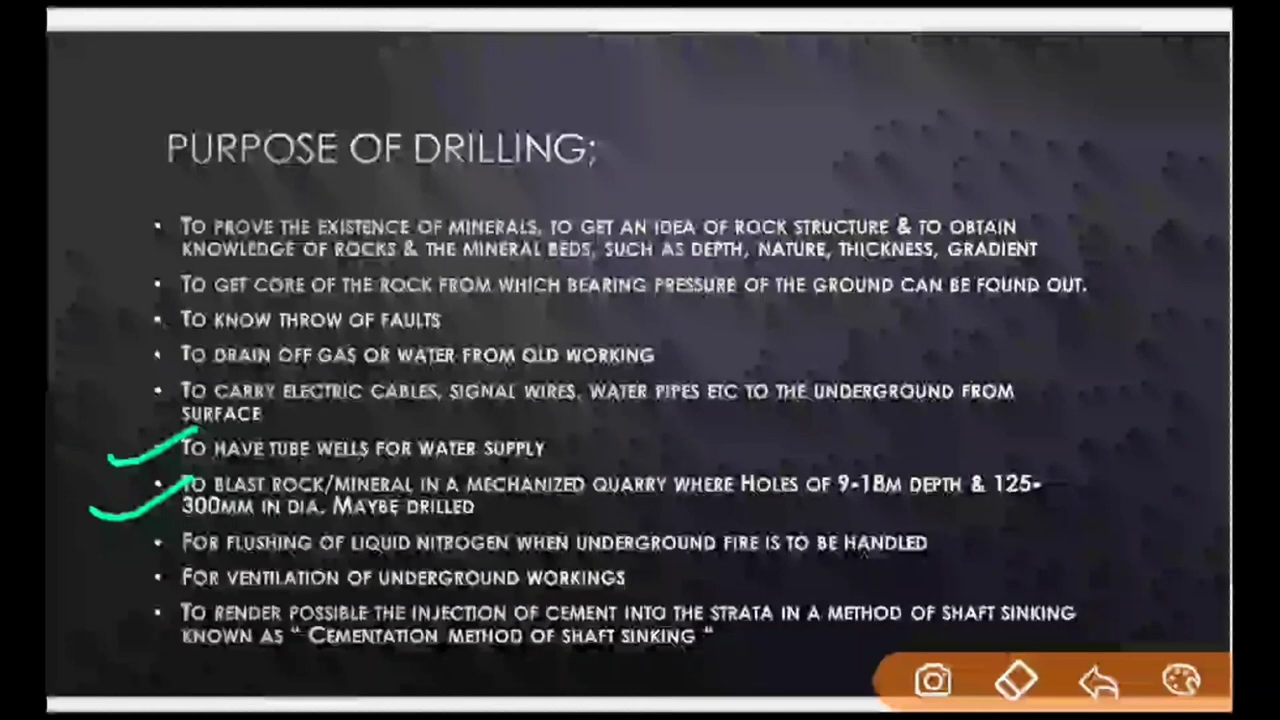 PURPOSE OF DRILLING;
• TO PROVE THE EXISTENCE OF MINERALS, TO GET AN IDEA OF ROCK STRUCTURE & TO OBTAIN
KNOWLEDGE OF ROCKS & THE MINERAL BEDS, SUCH AS DEPTH, NATURE, THICKNESS, GRADIENT
• TO GET CORE OF THE ROCK FROM WHICH BEARING PRESSURE OF THE GROUND CAN BE FOUND OUT.
• TO KNOW THROW OF FAULTS
• TO DRAIN OFF GAS OR WATER FROM OLD WORKING
• TO CARRY ELECTRIC CABLES, SIGNAL WIRES, WATER PIPES ETC TO THE UNDERGROUND FROM
SURFACE
TO HAVE TUBE WELLS FOR WATER SUPPLY
• TO BLAST ROCK/MINERAL IN A MECHANIZED QUARRY WHERE HOLES OF 9-18M DEPTH & 125-
300MM IN DIA. MAYBE DRILLED
• FOR FLUSHING OF LIQUID NITROGEN WHEN UNDERGROUND FIRE IS TO BE HANDLED
• FOR VENTILATION OF UNDERGROUND WORKINGS
• TO RENDER POSSIBLE THE INJECTION OF CEMENT INTO THE STRATA IN A METHOD OF SHAFT SINKING
KNOWN AS " CEMENTATION METHOD OF SHAFT SINKING "